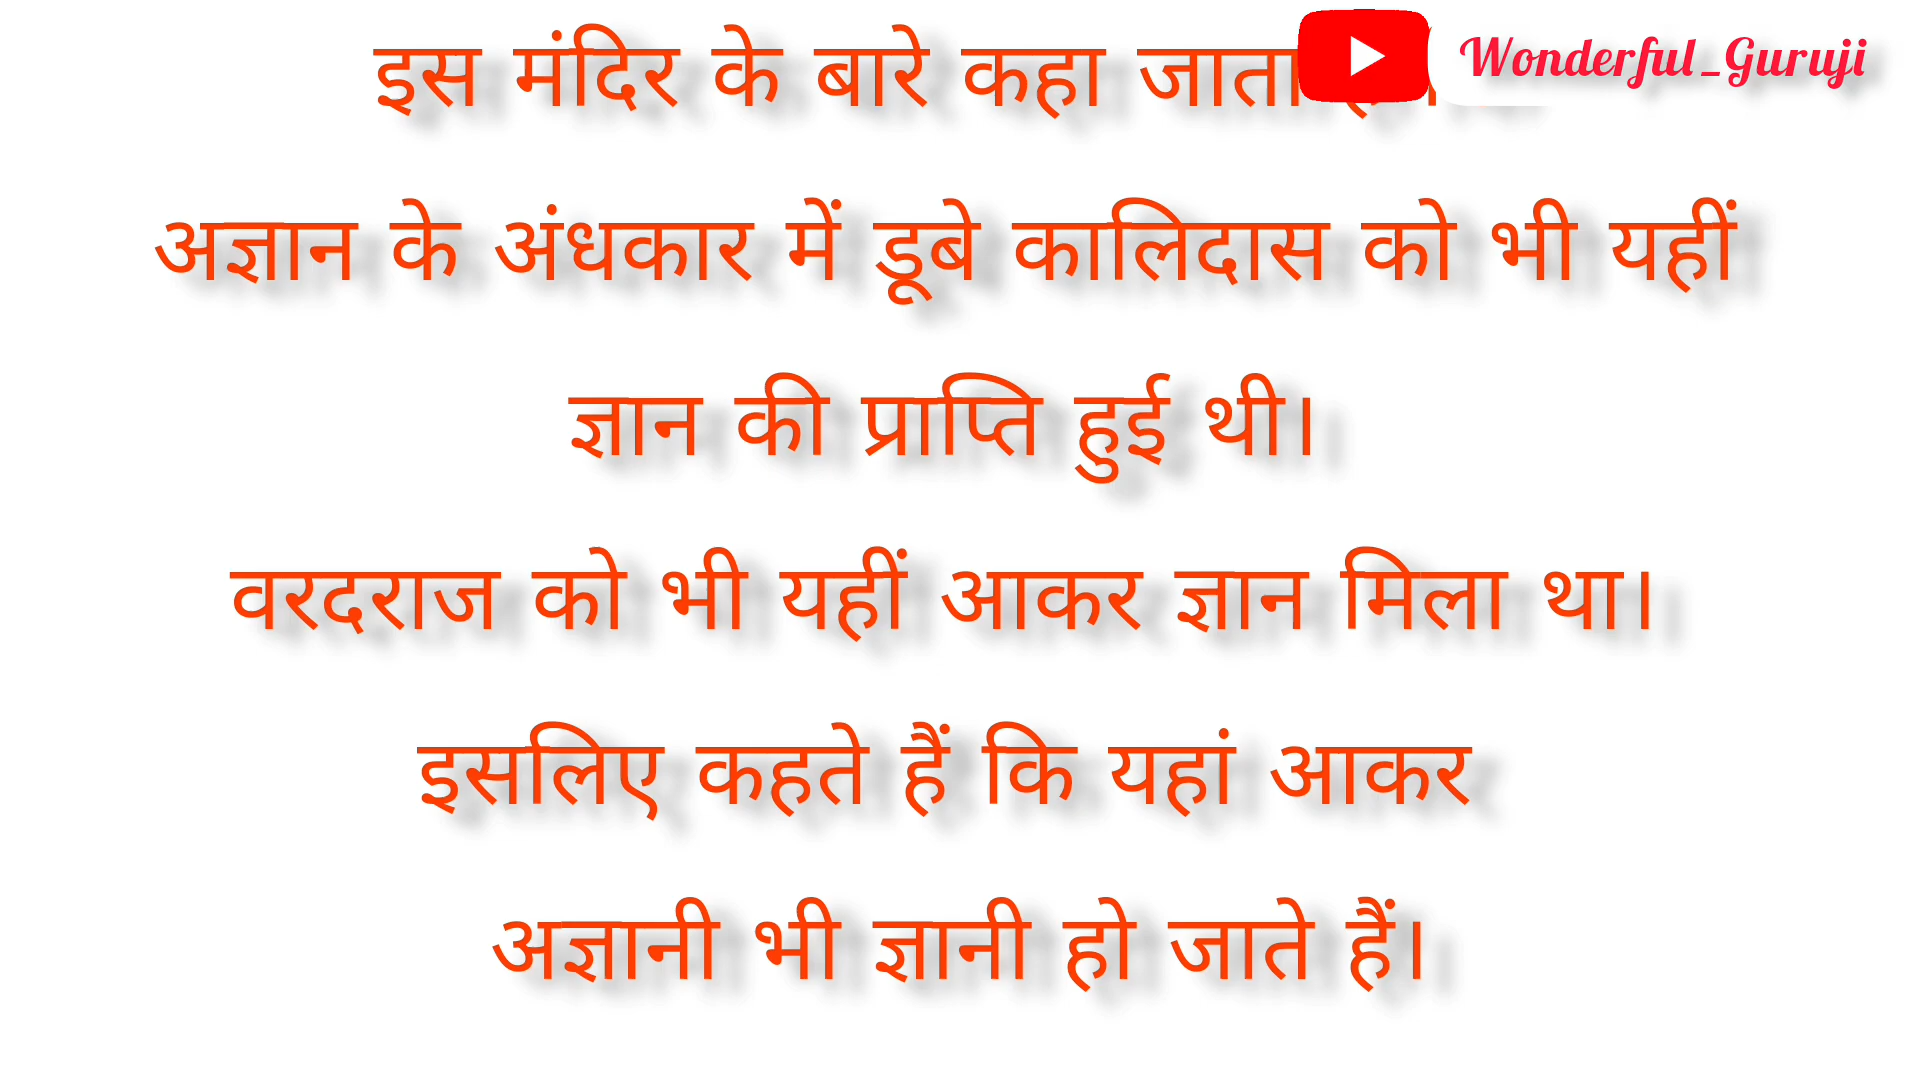 इस मंदिर के बारे कहा जाता
Wonderful_Guruji
अज्ञान के अंधकार में डूबे कालिदास को भी यहीं
ज्ञान की प्राप्ति हुई थी।
वरदराज को भी यहीं आकर ज्ञान मिला था।
इसलिए कहते हैं कि यहां आकर
अज्ञानी भी ज्ञानी हो जाते हैं।